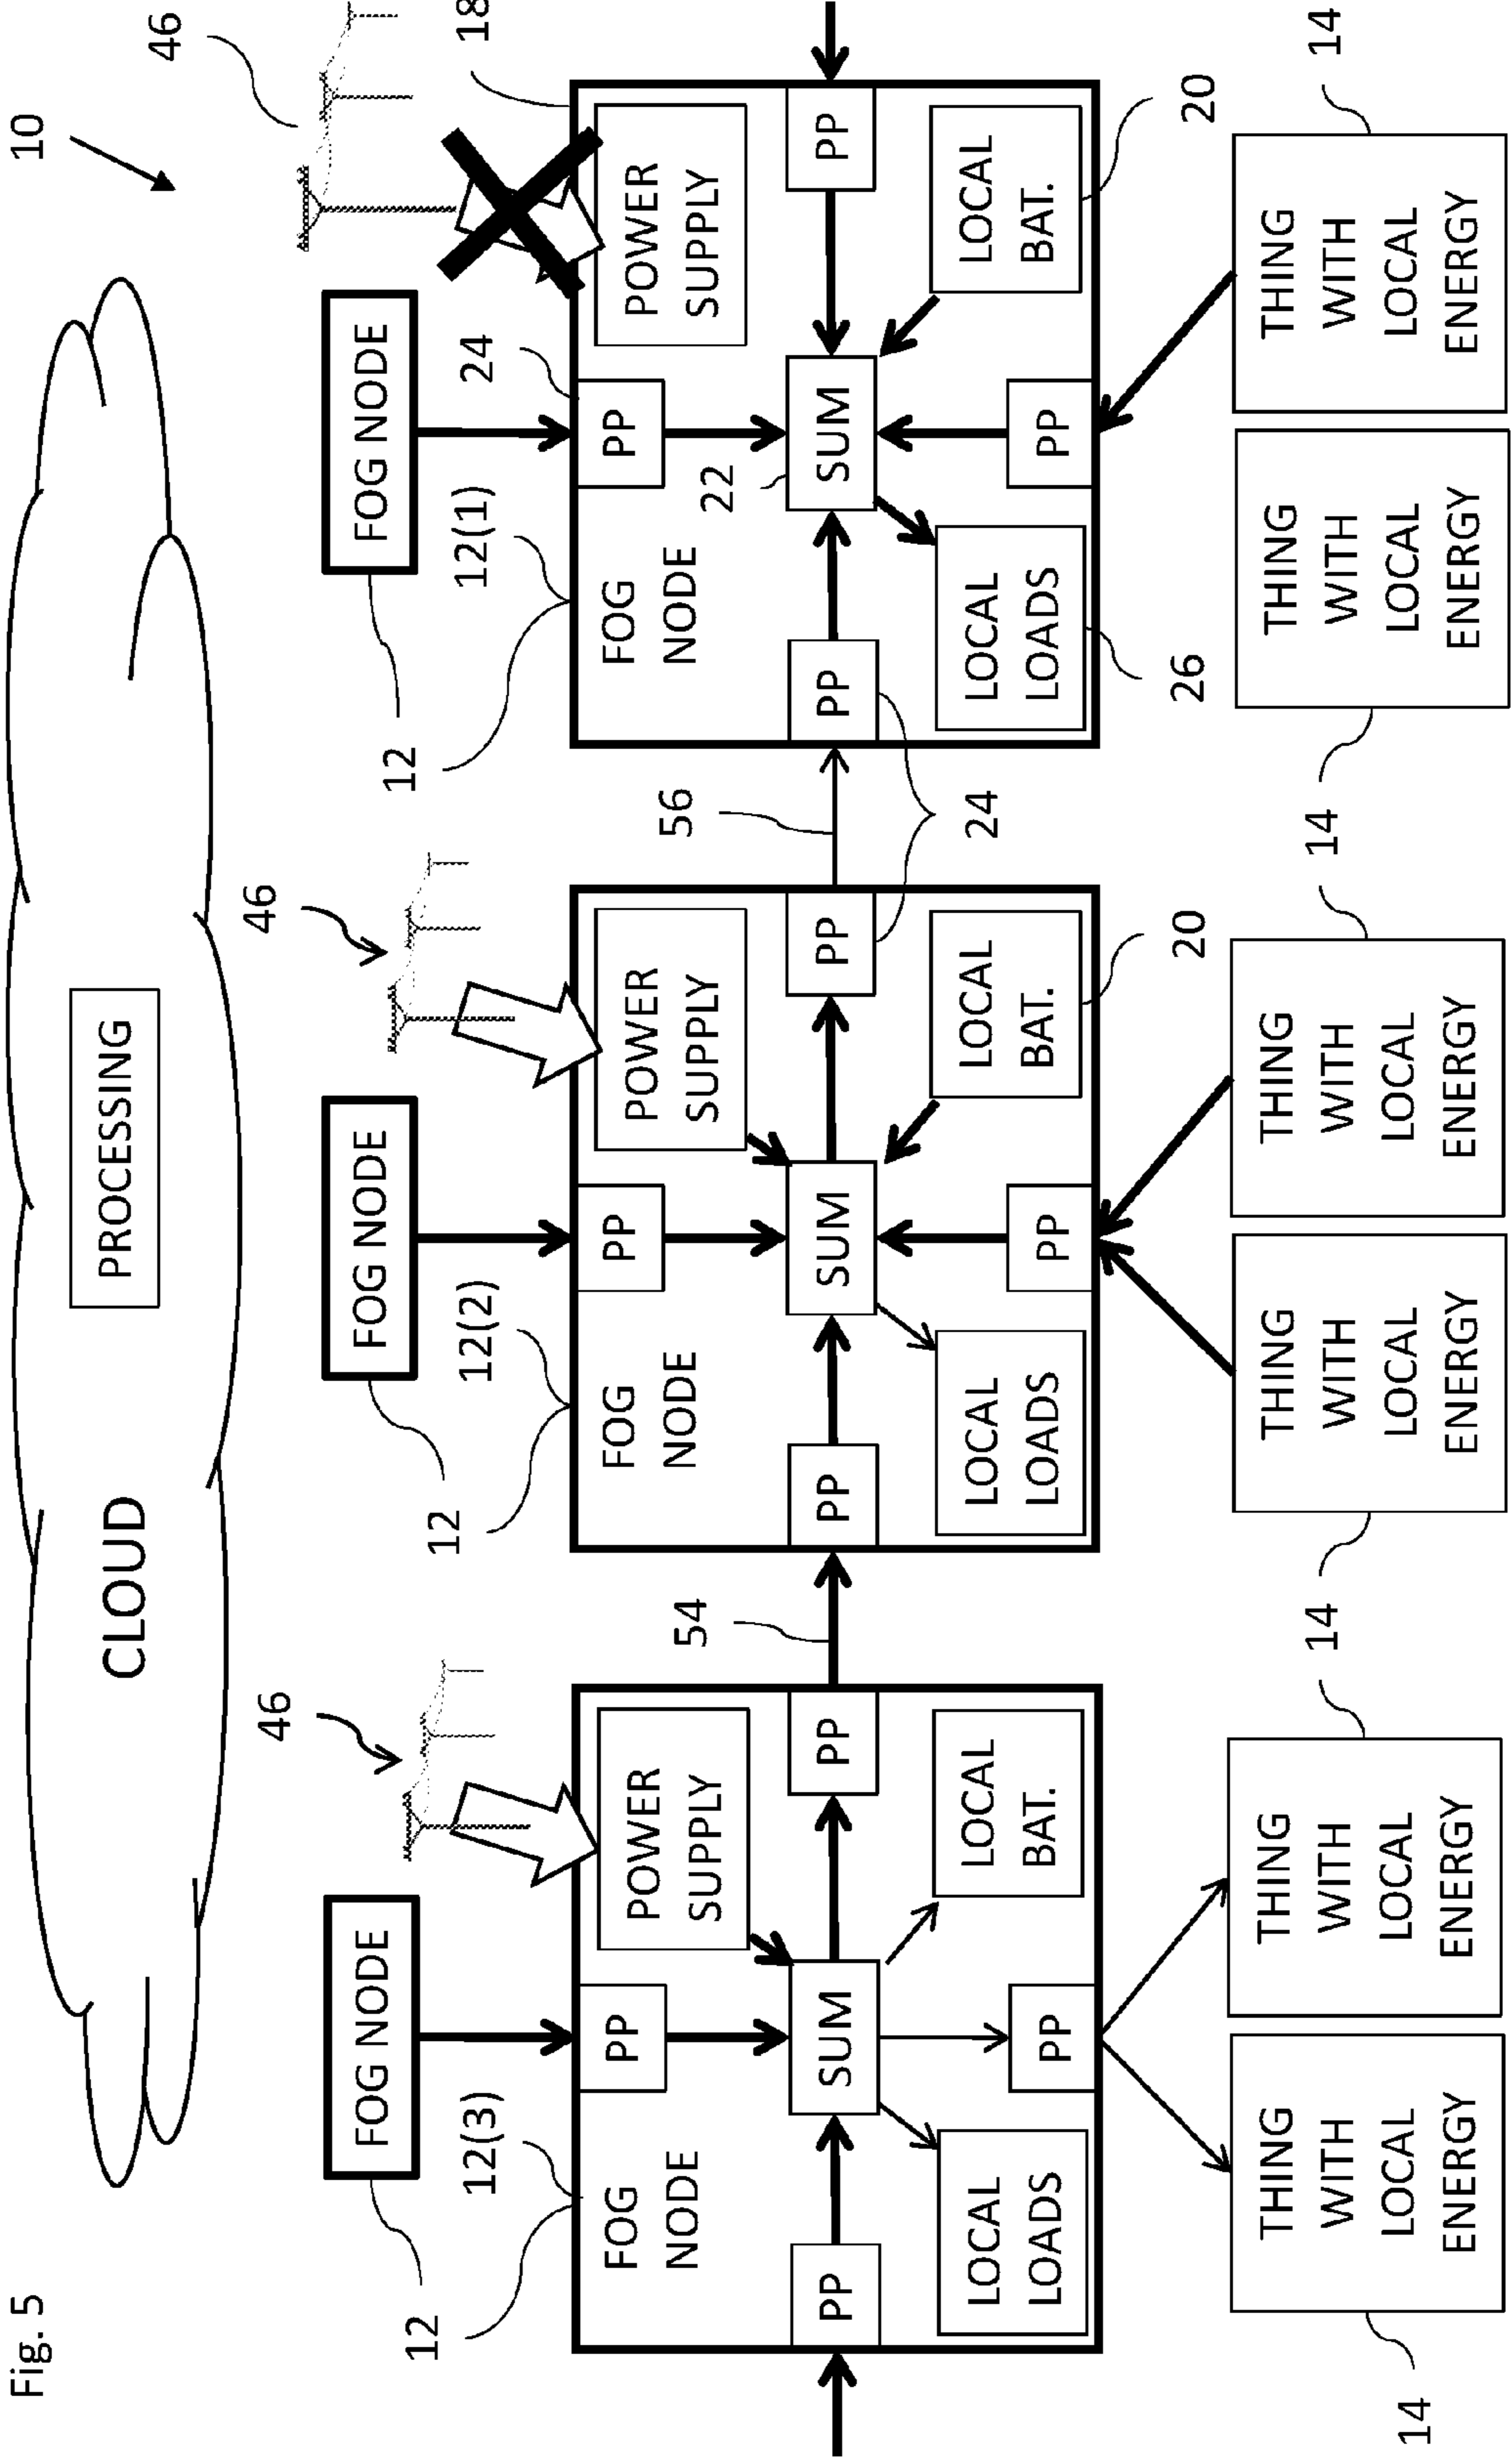 Fig. 5
10
CLOUD
PROCESSING
46
46
46
18
12
FOG NODE
12(3)
12
FOG NODE
12(2)
12
FOG NODE
12(1)
24
FOG
NODE
PP
POWER
SUPPLY
PP
SUM
PP
LOCAL
LOADS
PP
LOCAL
BAT.
54
FOG
NODE
PP
POWER
SUPPLY
PP
SUM
PP
LOCAL
LOADS
PP
LOCAL
BAT.
20
56
24
FOG
NODE
PP
POWER
SUPPLY
PP
22
SUM
PP
LOCAL
LOADS
26
PP
LOCAL
BAT.
20
14
THING
WITH
LOCAL
ENERGY
THING
WITH
LOCAL
ENERGY
14
14
THING
WITH
LOCAL
ENERGY
THING
WITH
LOCAL
ENERGY
14
14
THING
WITH
LOCAL
ENERGY
THING
WITH
LOCAL
ENERGY
14